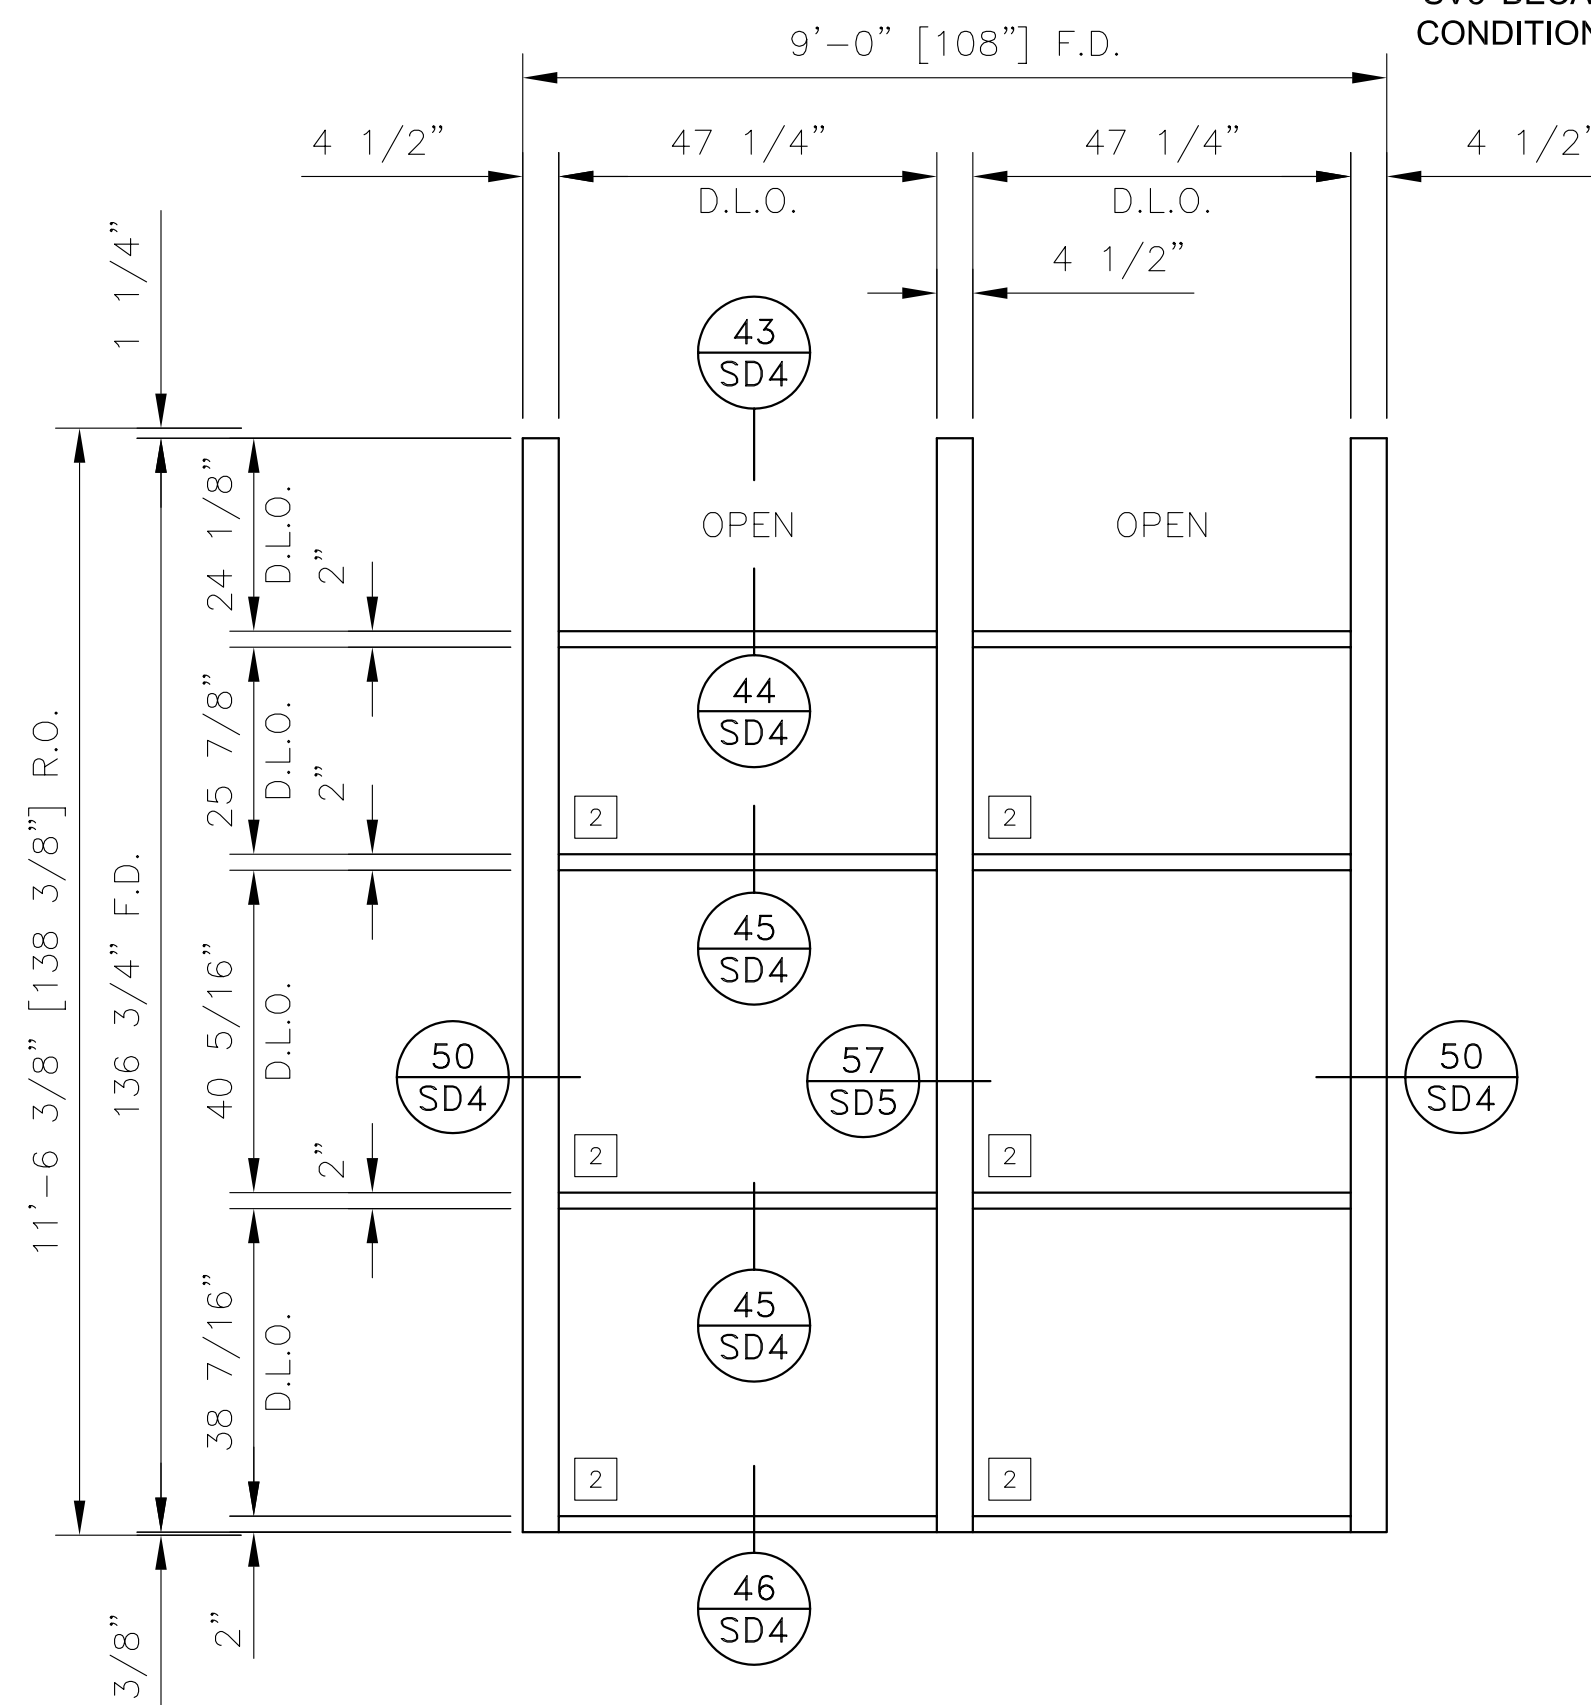 CONDITION
9'-0" [108"] F.D.
4 1/2"
47 1/4"
D.L.O.
47 1/4"
D.L.O.
4 1/2"
4 1/2"
1 1/4"
43
SD4
OPEN
OPEN
24 1/8"
D.L.O.
2"
44
SD4
25 7/8"
D.L.O.
2"
2
2
11'-6 3/8" [138 3/8"] R.O.
136 3/4" F.D.
45
SD4
40 5/16"
D.L.O.
50
SD4
57
SD5
50
SD4
2"
2
2
45
SD4
38 7/16"
D.L.O.
2
2
46
SD4
3/8"
2"